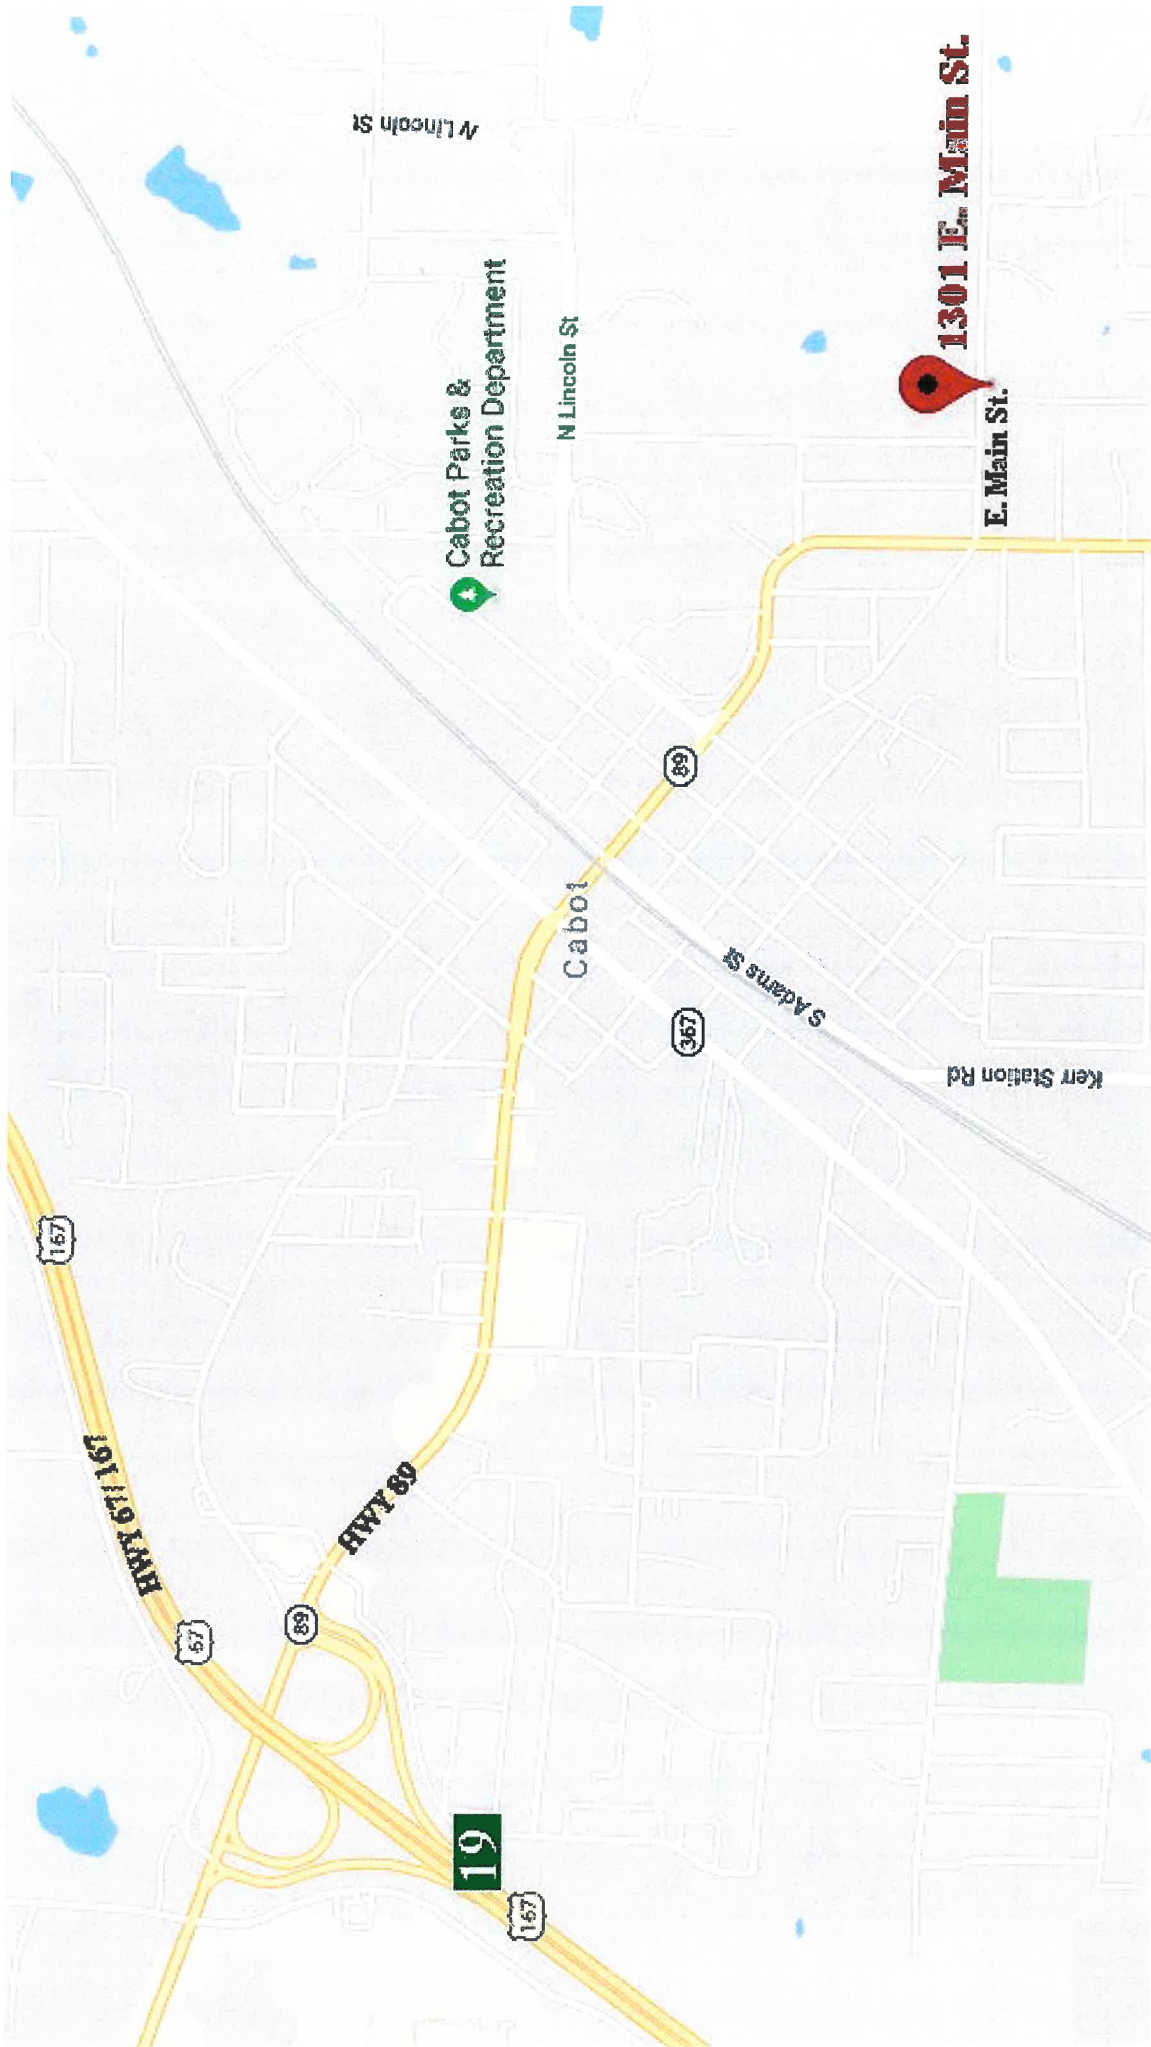 167
HWY 67/167
67
89
HWY 89
N Lincoln St
Cabot Parks &
Recreation Department
19
167
N Lincoln St
Cabot
89
367
S Adams St
1301 E. Main St.
E. Main St.
Kerr Station Rd